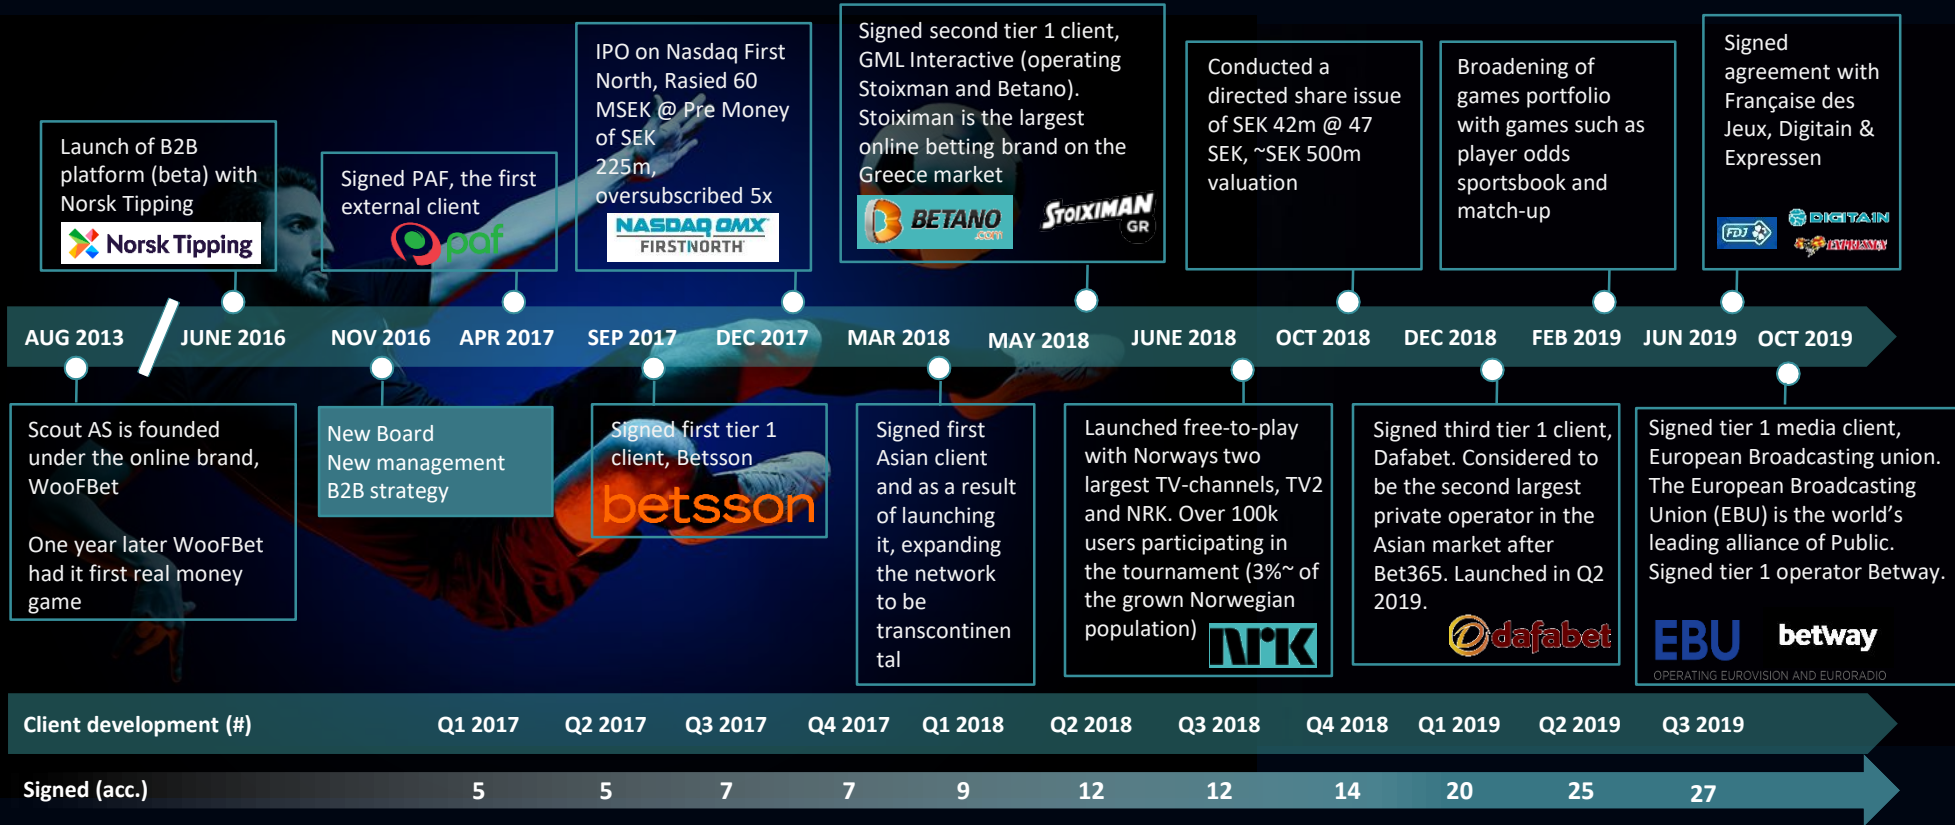 Launch of B2B
platform (beta) with
Norsk Tipping
Norsk Tipping
Signed PAF, the first
external client
paf
IPO on Nasdaq First
North, Rasied 60
MSEK @ Pre Money
of SEK
225m,
oversubscribed 5x
NASDAQ OMX
FIRSTNORTH
Signed second tier 1 client,
GML Interactive (operating
Stoixman and Betano).
Stoiximan is the largest
online betting brand on the
Greece market
BETANO
.com
STOIXIMAN
GR
Conducted a
directed share issue
of SEK 42m @ 47
SEK, ~SEK 500m
valuation
Broadening of
games portfolio
with games such as
player odds
sportsbook and
match-up
Signed
agreement with
Française des
Jeux, Digitain &
Expressen
FDJ
DIGITAIN
EXPRESSEN
AUG 2013 JUNE 2016 NOV 2016 APR 2017 SEP 2017 DEC 2017 MAR 2018 MAY 2018 JUNE 2018 OCT 2018 DEC 2018 FEB 2019 JUN 2019 OCT 2019
Scout AS is founded
under the online brand,
WooFBet
One year later WooFBet
had it first real money
game
New Board
New management
B2B strategy
Signed first tier 1
client, Betsson
betsson
Signed first
Asian client
and as a result
of launching
it, expanding
the network
to be
transcontinen
tal
Launched free-to-play
with Norways two
largest TV-channels, TV2
and NRK. Over 100k
users participating in
the tournament (3%~ of
the grown Norwegian
population)
NRK
Signed third tier 1 client,
Dafabet. Considered to
be the second largest
private operator in the
Asian market after
Bet365. Launched in Q2
2019.
dafabet
Signed tier 1 media client,
European Broadcasting union.
The European Broadcasting
Union (EBU) is the world’s
leading alliance of Public.
Signed tier 1 operator Betway.
EBU
OPERATING EUROVISION AND EURORADIO
betway
Client development (#) Q1 2017 Q2 2017 Q3 2017 Q4 2017 Q1 2018 Q2 2018 Q3 2018 Q4 2018 Q1 2019 Q2 2019 Q3 2019
Signed (acc.) 5 5 7 7 9 12 12 14 20 25 27